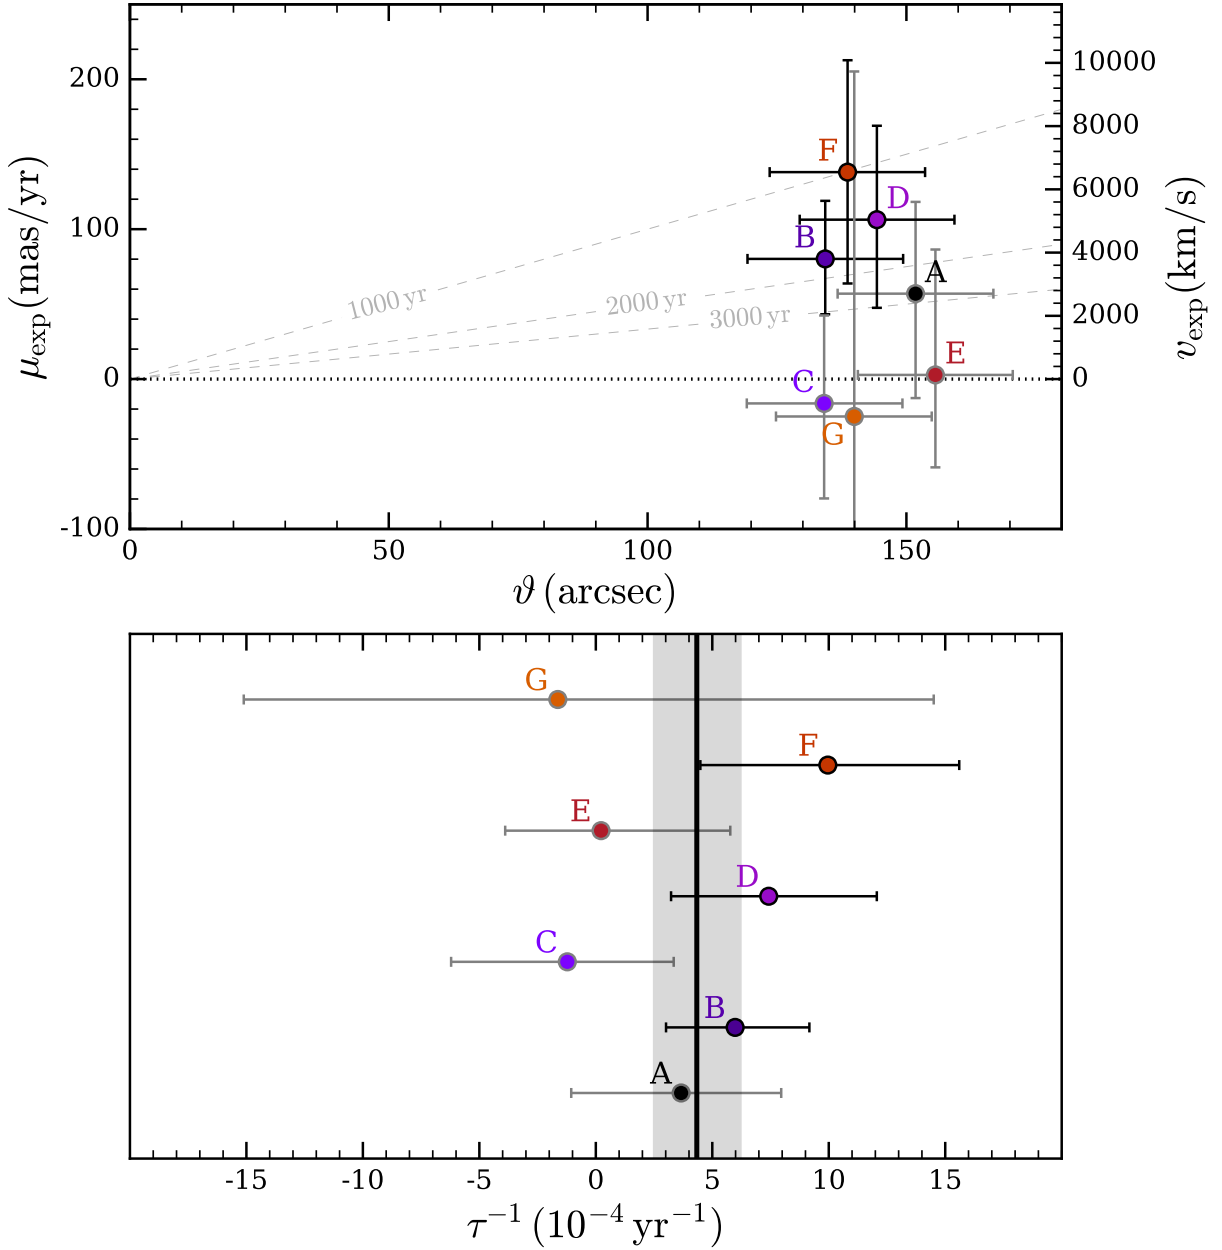 200
100
0
-100
μexp(mas/yr)
10000
8000
6000
4000
2000
0
vexp(km/s)
F
D
B
A
1000 yr
2000 yr
3000 yr
E
C
G
0
50
100
150
ϑ (arcsec)
G
F
E
D
C
B
A
-15
-10
-5
0
5
10
15
τ⁻¹ (10⁻⁴ yr⁻¹)